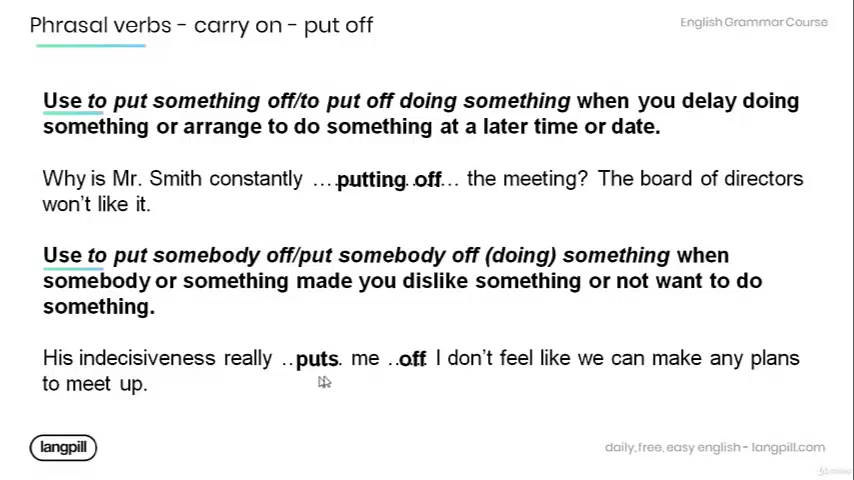 Phrasal verbs - carry on - put off
English Grammar Course
Use to put something off/to put off doing something when you delay doing
something or arrange to do something at a later time or date.
Why is Mr. Smith constantly ....putting off... the meeting? The board of directors
won't like it.
Use to put somebody off/put somebody off (doing) something when
somebody or something made you dislike something or not want to do
something.
His indecisiveness really ..puts. me ..off. I don't feel like we can make any plans
to meet up.
langpill
daily, free, easy english - langpill.com